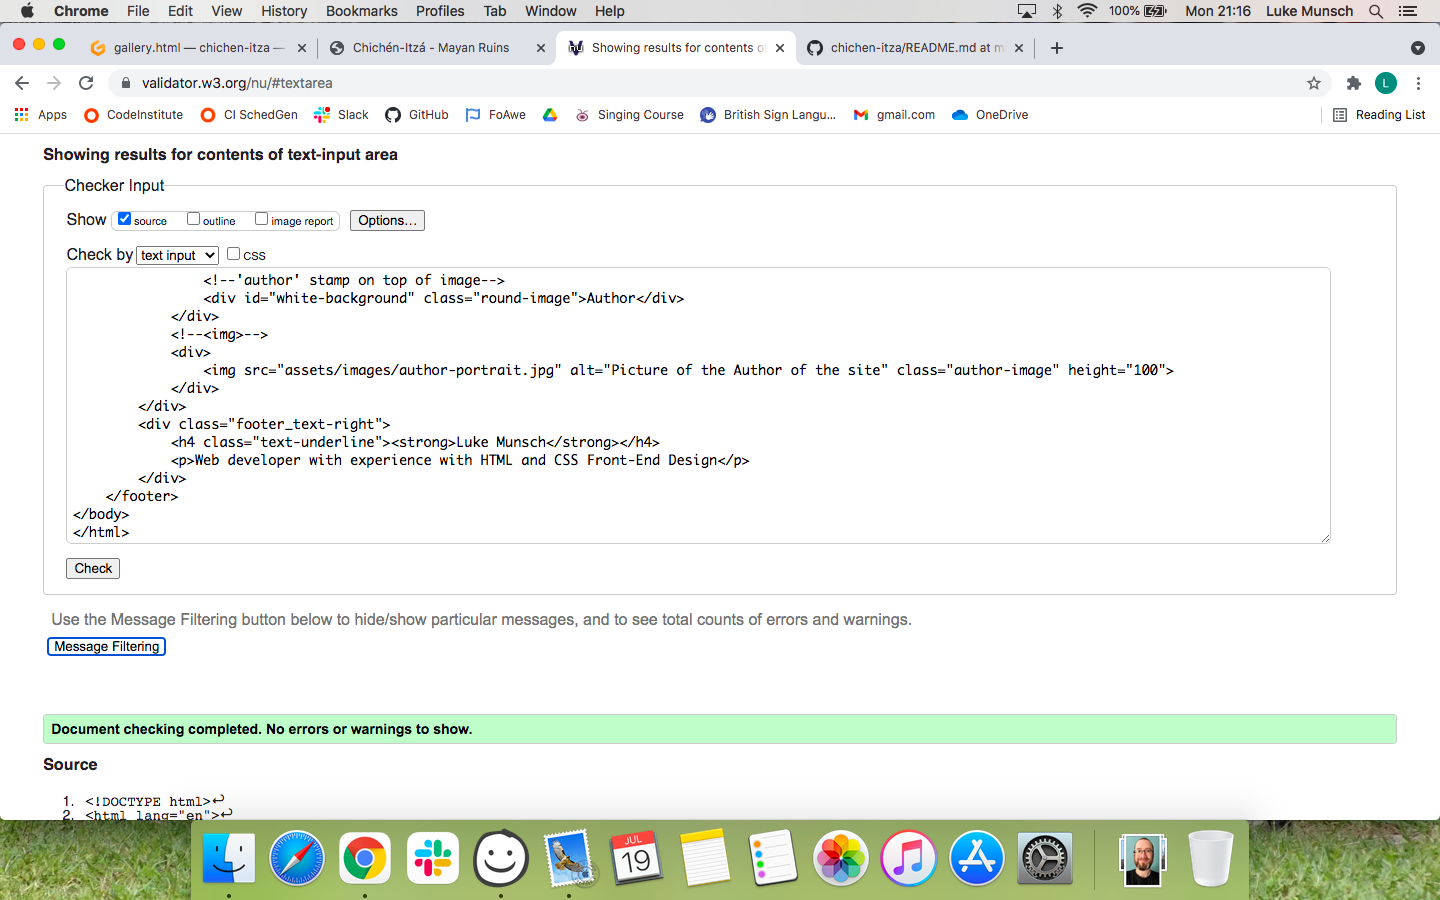 Chrome File Edit View History Bookmarks Profiles Tab Window Help 100% Mon 21:16 Luke Munsch
gallery.html — chichen-itza — Chichén-Itzá - Mayan Ruins Showing results for contents of chichen-itza/README.md at m
validator.w3.org/nu/#textarea L
Apps CodeInstitute CI SchedGen Slack GitHub FoAwe Singing Course British Sign Langu... gmail.com OneDrive Reading List
Showing results for contents of text-input area
Checker Input
Show source outline image report Options...
Check by text input CSS
<!--'author' stamp on top of image-->
<div id="white-background" class="round-image">Author</div>
</div>
<!--<img>-->
<div>
<img src="assets/images/author-portrait.jpg" alt="Picture of the Author of the site" class="author-image" height="100">
</div>
</div>
<div class="footer_text-right">
<h4 class="text-underline"><strong>Luke Munsch</strong></h4>
<p>Web developer with experience with HTML and CSS Front-End Design</p>
</div>
</footer>
</body>
</html>
Check
Use the Message Filtering button below to hide/show particular messages, and to see total counts of errors and warnings.
Message Filtering
Document checking completed. No errors or warnings to show.
Source
1. <!DOCTYPE html>↩
2. <html lang="en">↩
JUL
19